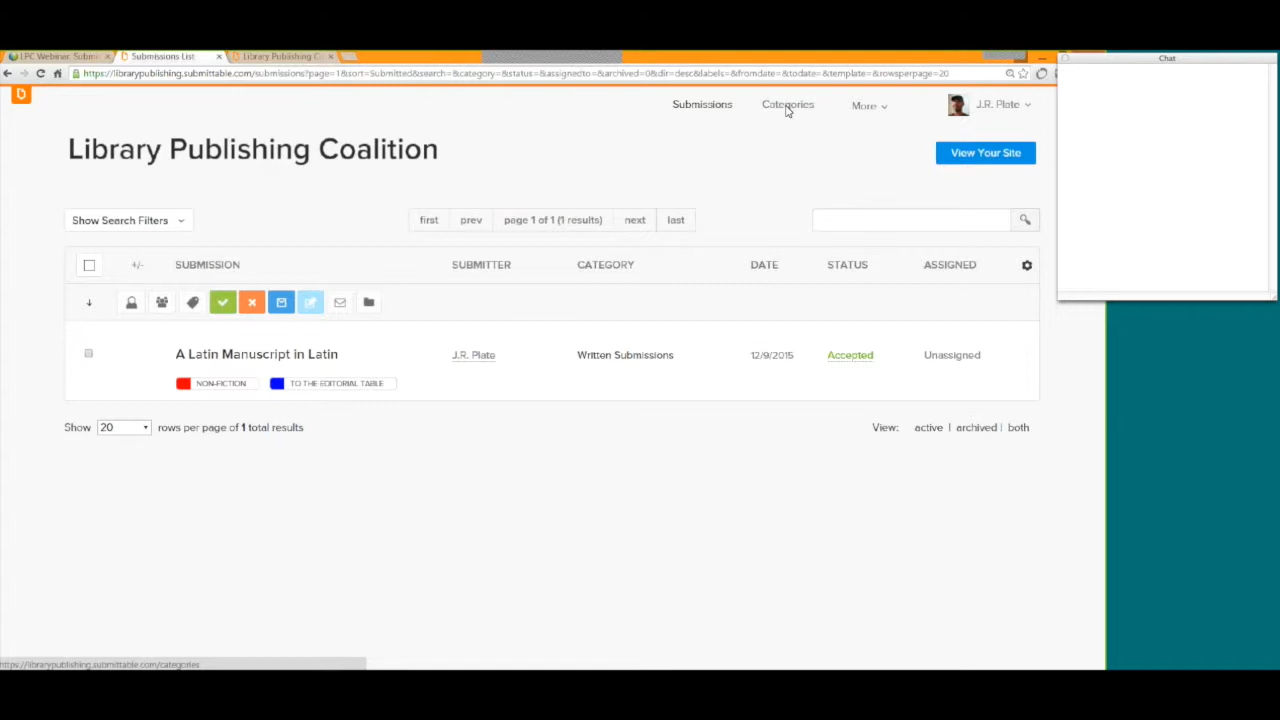 LPC Webinar: Submi
Submissions List
Library Publishing C
Chat
https://librarypublishing.submittable.com/submissions?page=1&sort=Submitted&search=&category=&status=&assignedto=&archived=0&dir=desc&labels=&fromdate=&todate=&template=&rowsperpage=20
Submissions
Categories
More
J.R. Plate
Library Publishing Coalition
View Your Site
Show Search Filters
first
prev
page 1 of 1 (1 results)
next
last
+/-
SUBMISSION
SUBMITTER
CATEGORY
DATE
STATUS
ASSIGNED
A Latin Manuscript in Latin
J.R. Plate
Written Submissions
12/9/2015
Accepted
Unassigned
NON-FICTION
TO THE EDITORIAL TABLE
Show
20
rows per page of 1 total results
View:
active | archived | both
https://librarypublishing.submittable.com/categories